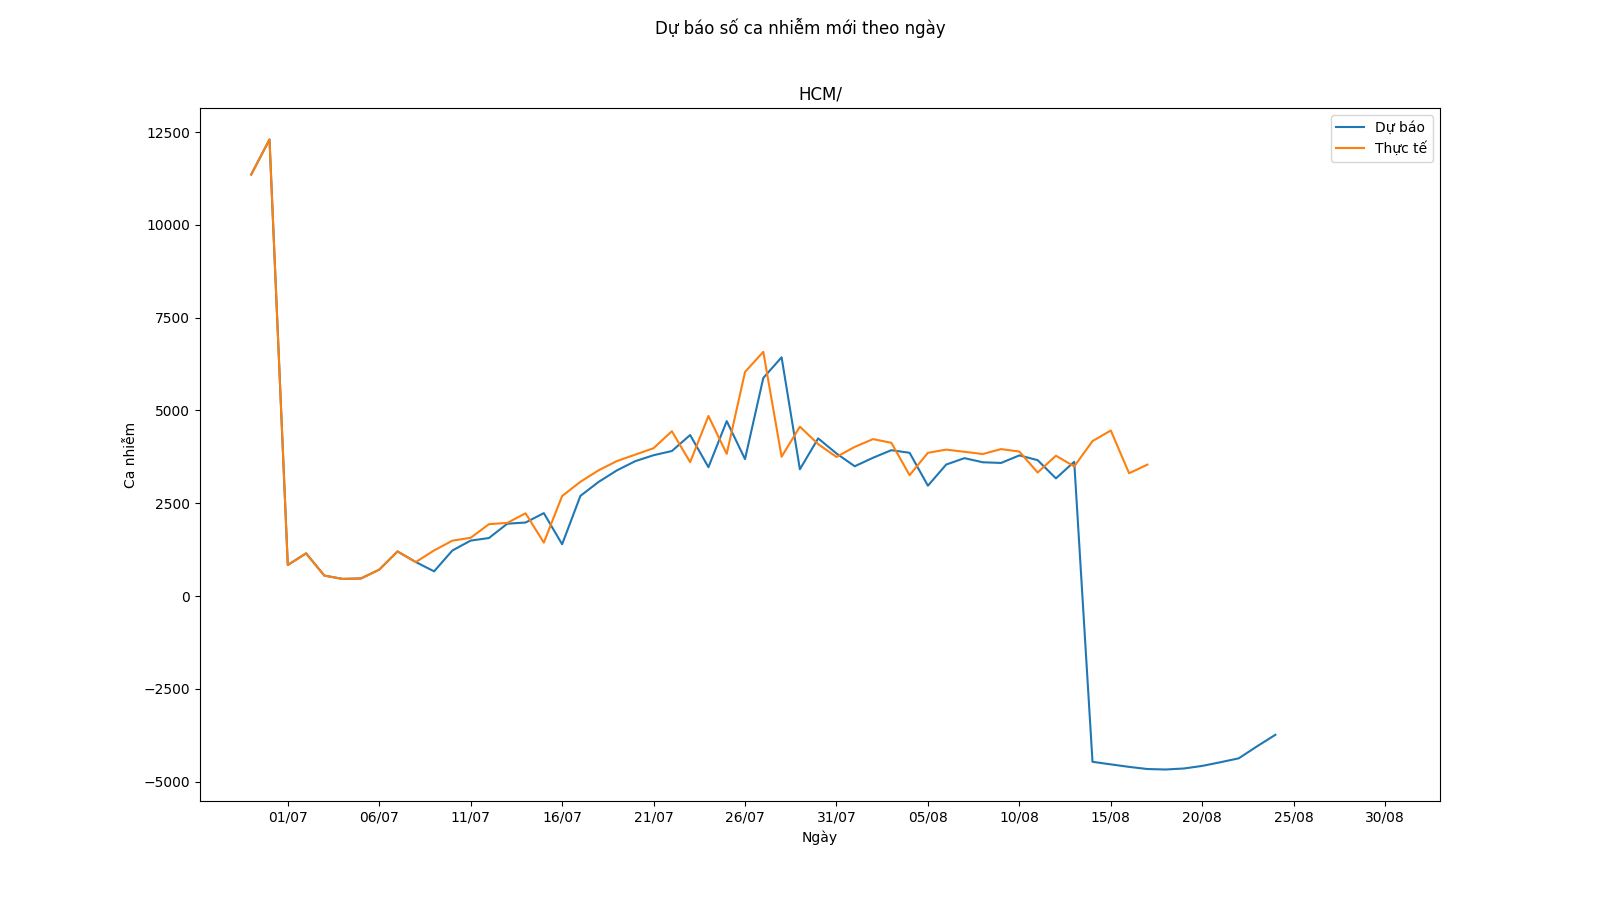 Dự báo số ca nhiễm mới theo ngày
HCM/
Dự báo
Thực tế
12500
10000
7500
5000
2500
0
−2500
−5000
Ca nhiễm
01/07 06/07 11/07 16/07 21/07 26/07 31/07 05/08 10/08 15/08 20/08 25/08 30/08
Ngày